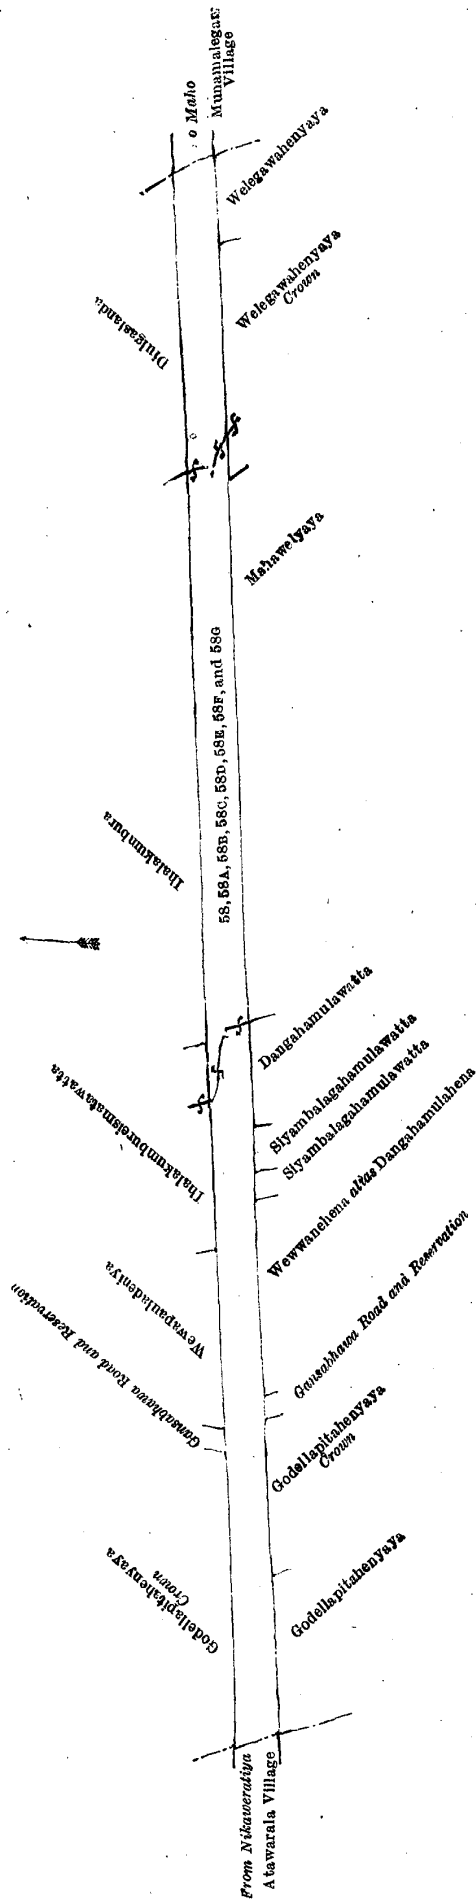 Munamalegama
Village
o Maho
Welegawahenyaya
Welegawahenyaya
Crown
Diulgaslanda
Mahawelyaya
58, 58A, 58B, 58C, 58D, 58E, 58F, and 58G
Ihalakumbura
Dangahamulawatta
Siyambalagahamulawatta
Siyambalagahamulawatta
Wewwanehena alias Dangahamulahena
Ihalakumbureismatawatta
Wewapauladeniya
Gansabhawa Road and Reservation
Gansabhawa Road and Reservation
Godellapitahenyaya
Crown
Godellapitahenyaya
Crown
Godellapitahenyaya
From Nikaweratiya
Atawarala Village